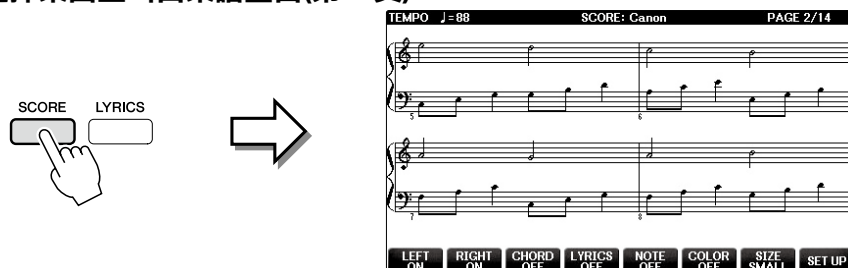 TEMPO ♩=88 SCORE: Canon PAGE 2/14
SCORE LYRICS
5 6
7 8
LEFT ON RIGHT ON CHORD OFF LYRICS OFF NOTE OFF COLOR OFF SIZE SMALL SET UP